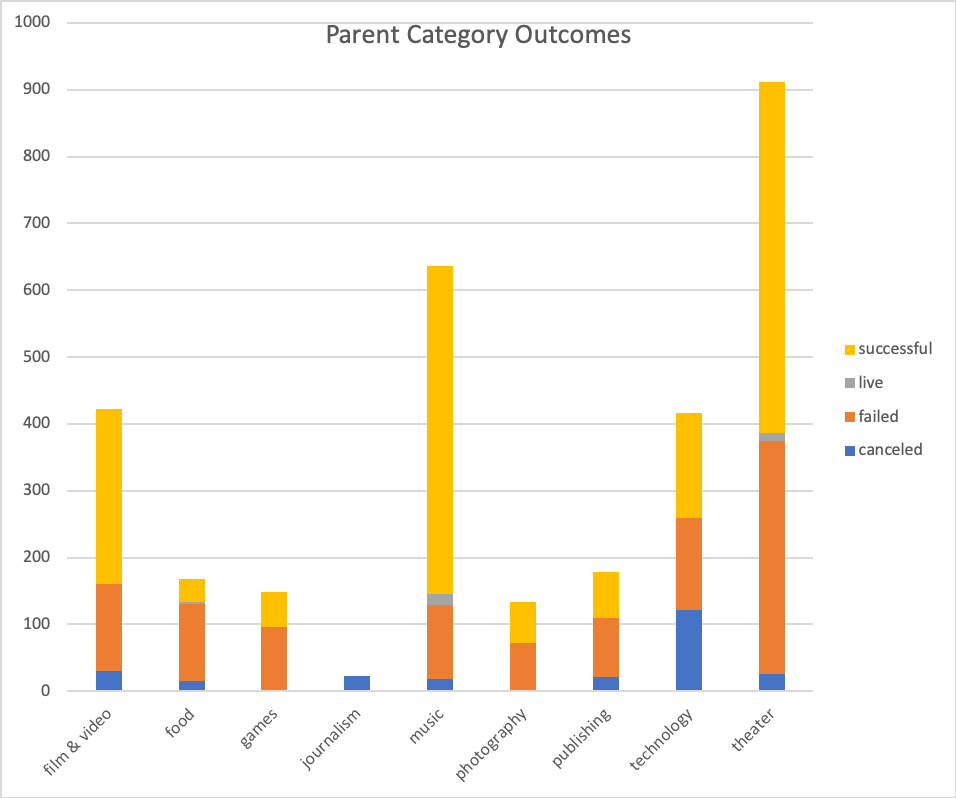 Parent Category Outcomes
1000
900
800
700
600
500
400
300
200
100
0
film & video
food
games
journalism
music
photography
publishing
technology
theater
successful
live
failed
canceled